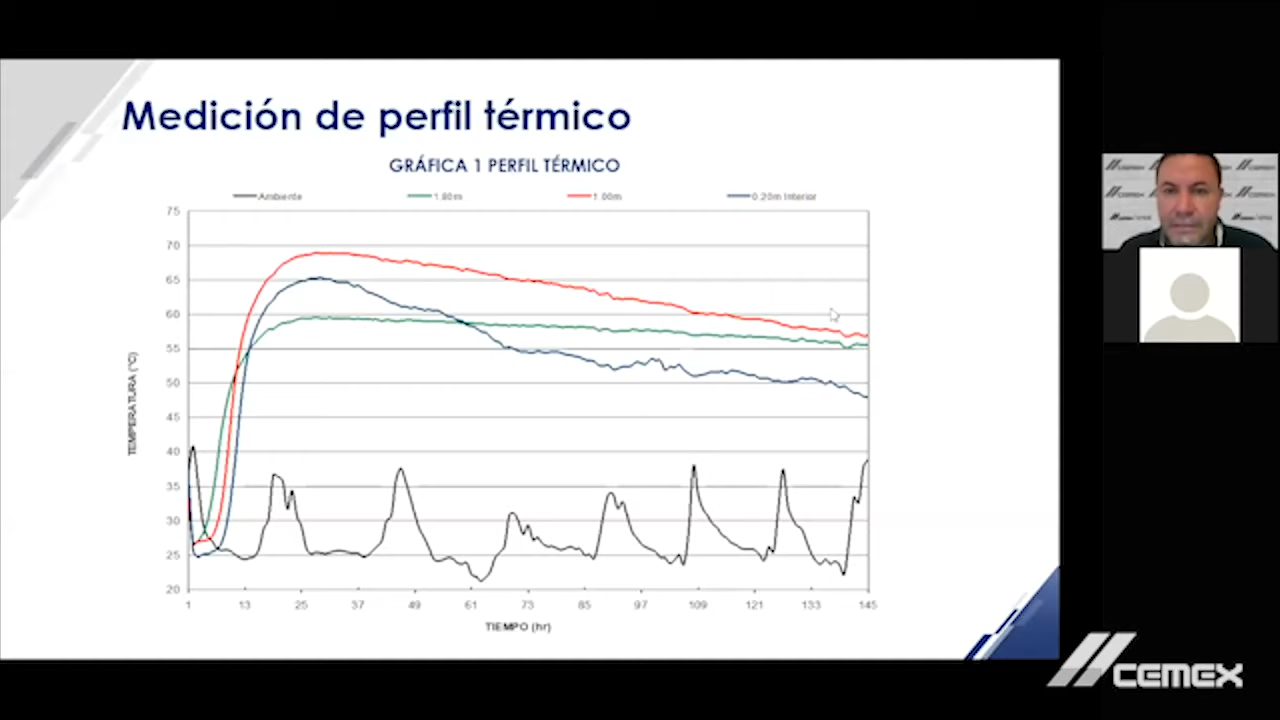 Medición de perfil térmico
GRÁFICA 1 PERFIL TÉRMICO
Ambiente 1.80m 1.00m 0.20m Interior
75
70
65
60
55
50
45
40
35
30
25
20
TEMPERATURA (°C)
1 13 25 37 49 61 73 85 97 109 121 133 145
TIEMPO (hr)
CEMEX
CEMEX
CEMEX